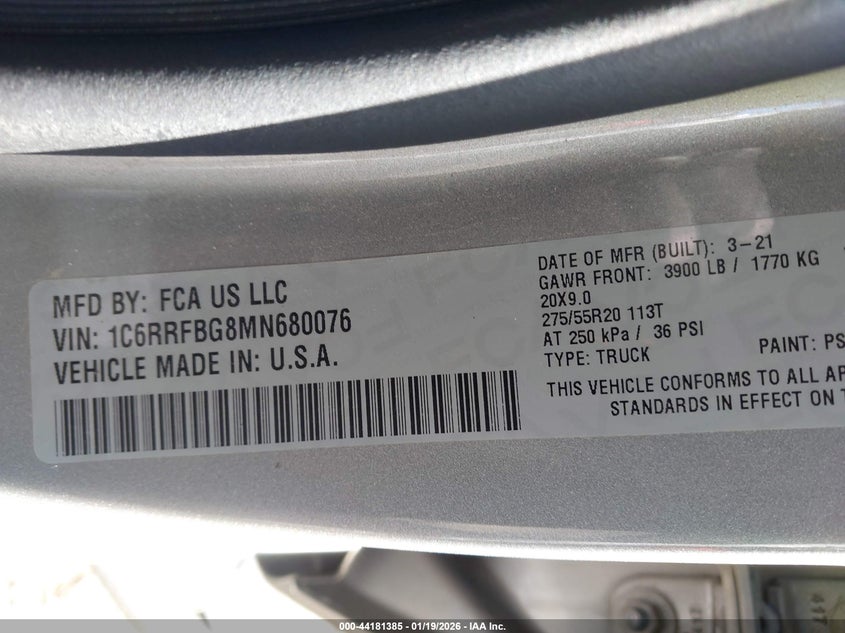 MFD BY: FCA US LLC
VIN: 1C6RRFBG8MN680076
VEHICLE MADE IN: U.S.A.
DATE OF MFR (BUILT): 3-21
GAWR FRONT: 3900 LB / 1770 KG
20X9.0
275/55R20 113T
AT 250 kPa / 36 PSI
TYPE: TRUCK
PAINT: PS
THIS VEHICLE CONFORMS TO ALL AP
STANDARDS IN EFFECT ON T
417
000-44181385 - 01/19/2026 - IAA Inc.